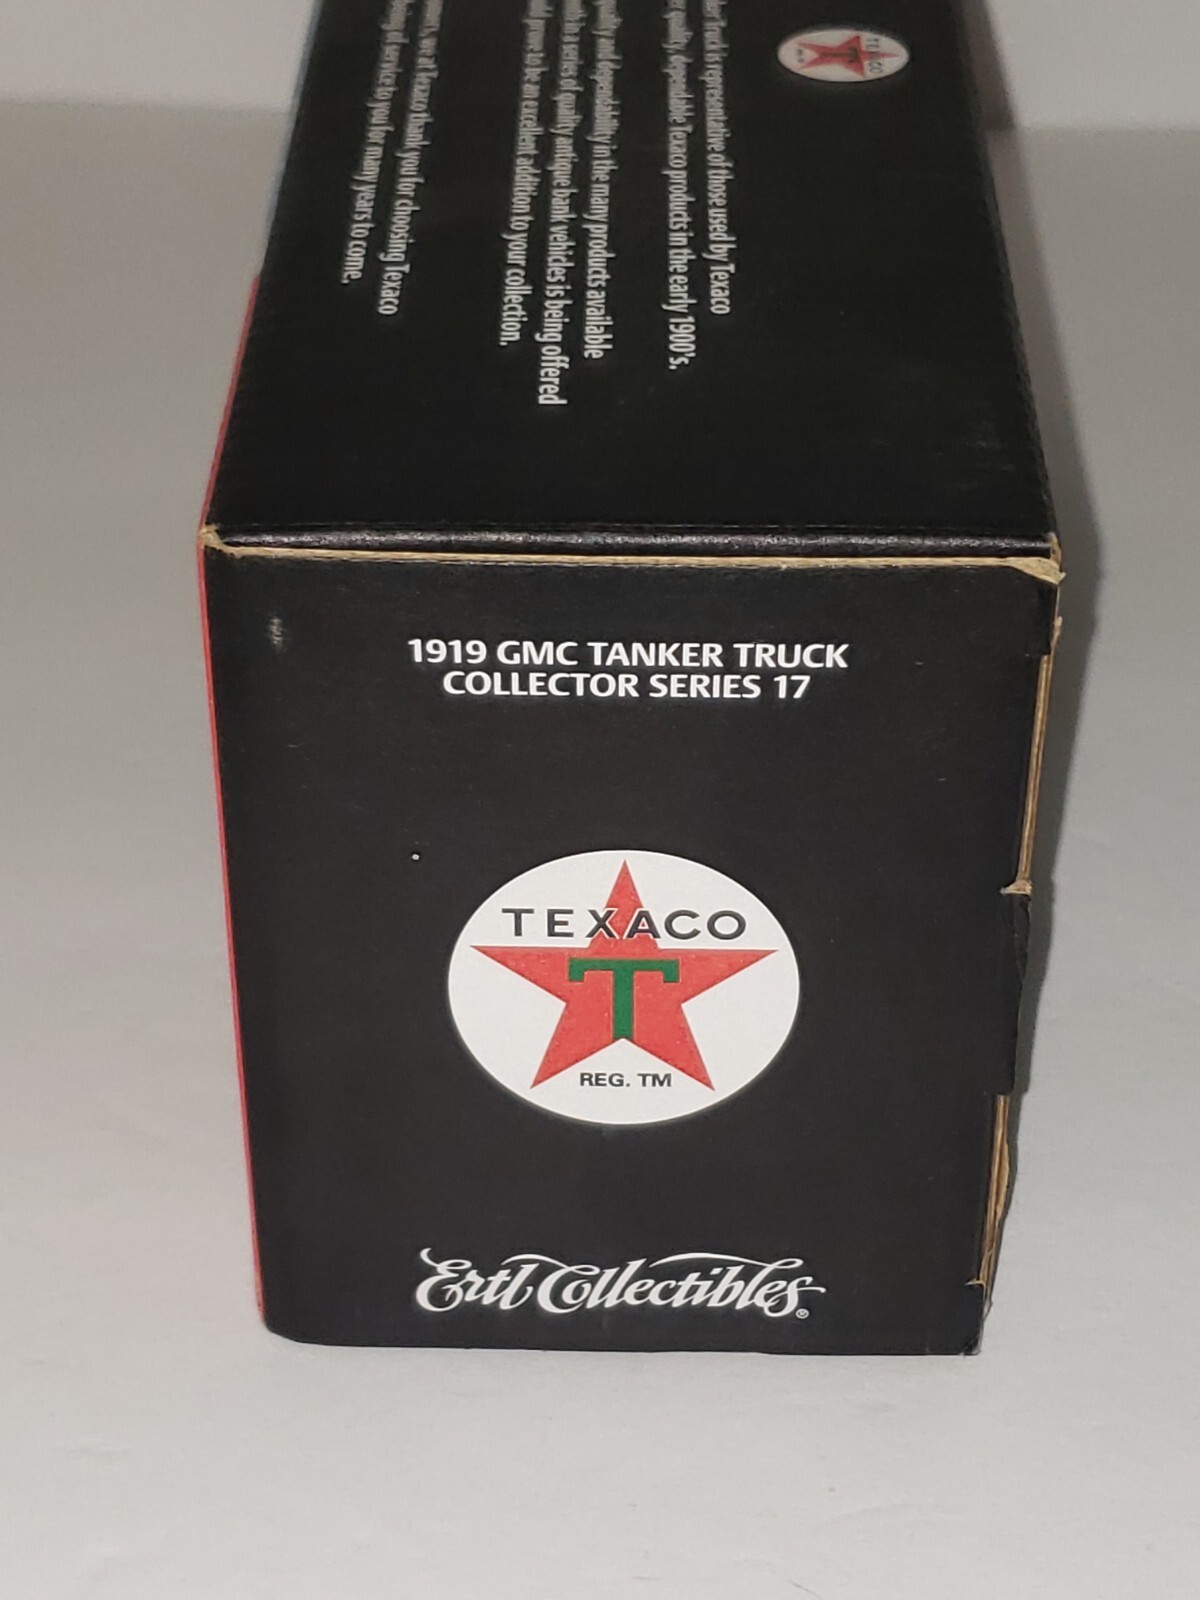 Truck is representative of those used by Texaco
quality, dependable Texaco products in the early 1900's.
quality and dependability in the many products available
a series of quality antique bank vehicles is being offered
prove to be an excellent addition to your collection.
we at Texaco thank you for choosing Texaco
of service to you for many years to come.
TEXACO
T
1919 GMC TANKER TRUCK
COLLECTOR SERIES 17
TEXACO
T
REG. TM
Ertl Collectibles®